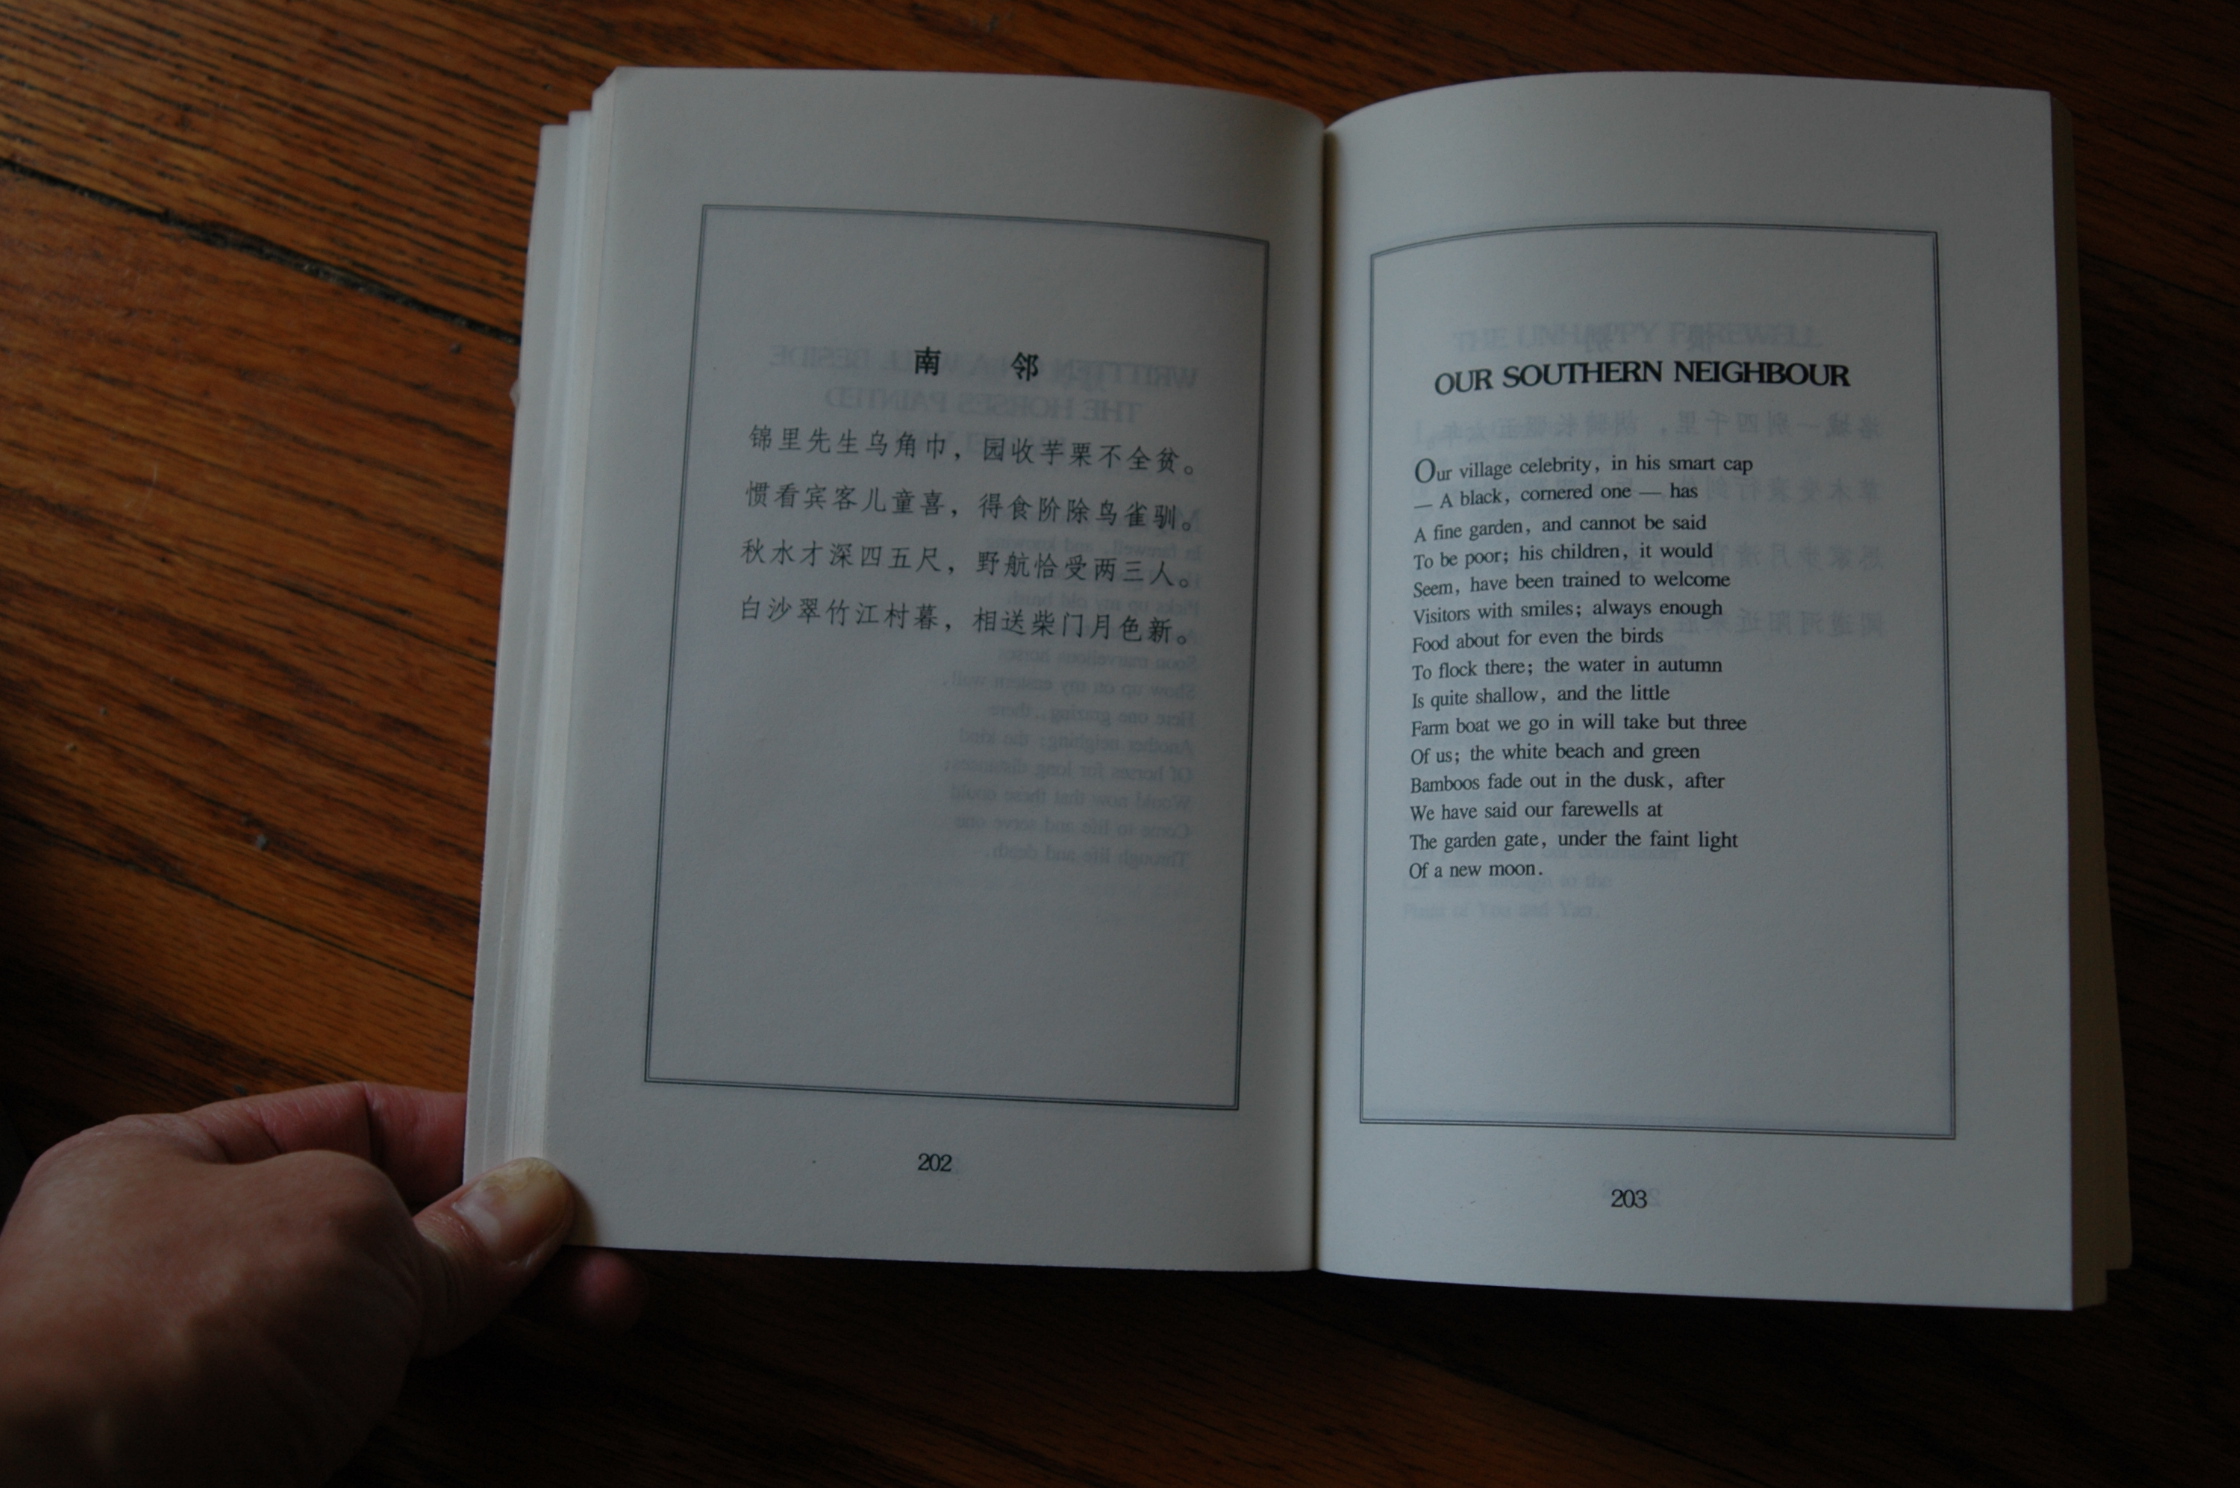 南 邻
锦里先生乌角巾，园收芋栗不全贫。
惯看宾客儿童喜，得食阶除鸟雀驯。
秋水才深四五尺，野航恰受两三人。
白沙翠竹江村暮，相送柴门月色新。
202
OUR SOUTHERN NEIGHBOUR
Our village celebrity, in his smart cap
— A black, cornered one — has
A fine garden, and cannot be said
To be poor; his children, it would
Seem, have been trained to welcome
Visitors with smiles; always enough
Food about for even the birds
To flock there; the water in autumn
Is quite shallow, and the little
Farm boat we go in will take but three
Of us; the white beach and green
Bamboos fade out in the dusk, after
We have said our farewells at
The garden gate, under the faint light
Of a new moon.
203